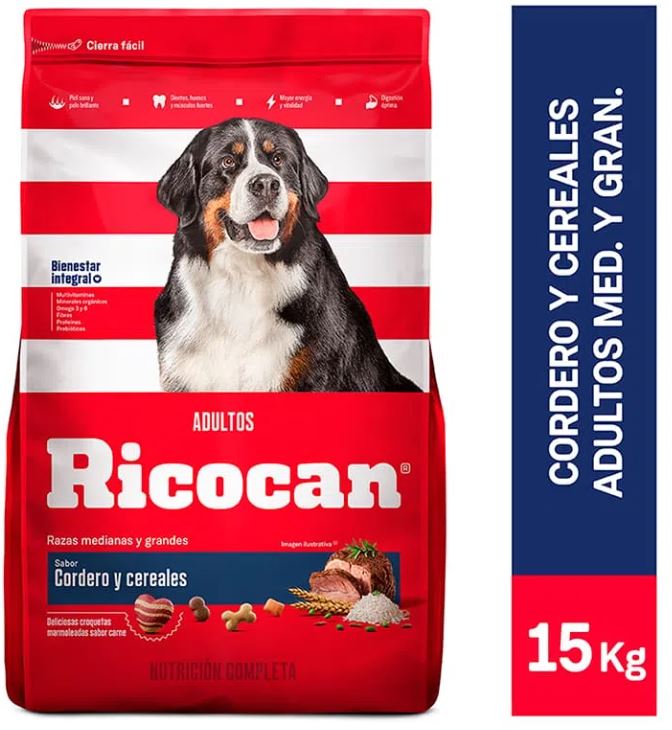 Cierra fácil
Piel sana y
pelo brillante
Dientes, huesos
y músculos fuertes
Mayor energía
y vitalidad
Digestión
óptima
Bienestar
integral
Multivitaminas
Minerales orgánicos
Omega 3 y 6
Fibras
Proteínas
Prebióticos
ADULTOS
Ricocan®
Razas medianas y grandes
Imagen ilustrativa
Sabor
Cordero y cereales
Deliciosas croquetas
marmoleadas sabor carne
NUTRICIÓN COMPLETA
CORDERO Y CEREALES
ADULTOS MED. Y GRAN.
15 Kg